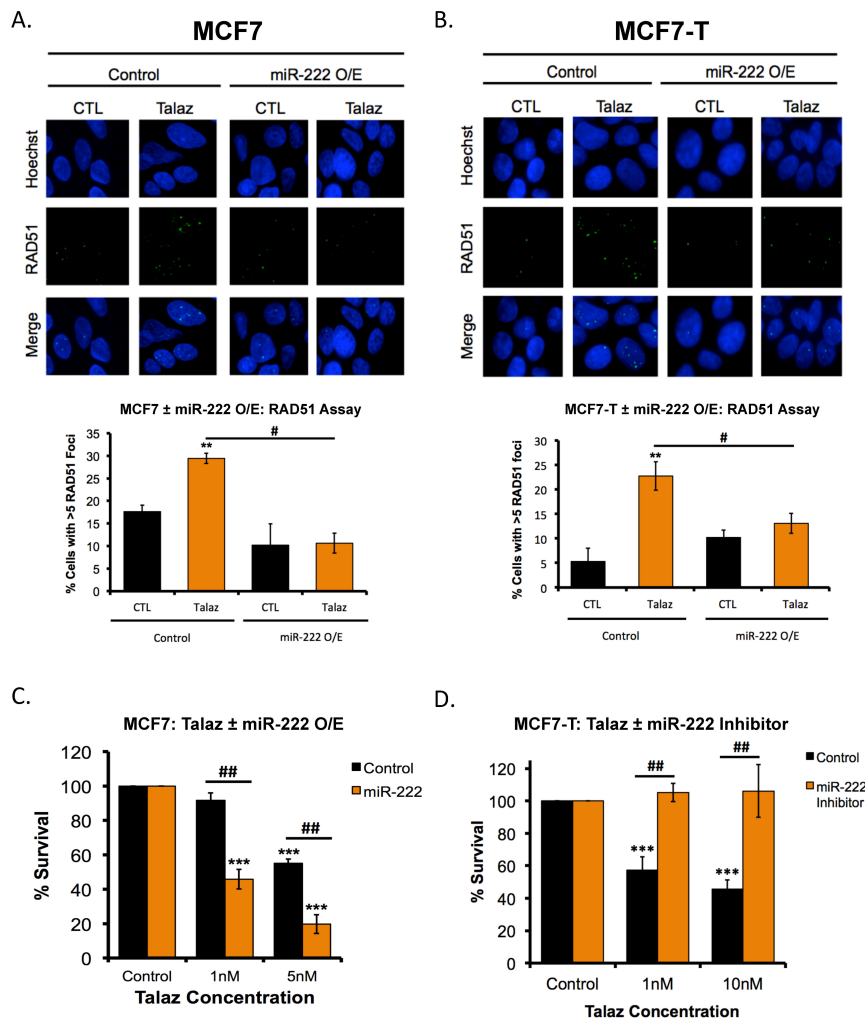 A.
MCF7
Control
miR-222 O/E
CTL
Talaz
CTL
Talaz
Hoechst
RAD51
Merge
MCF7 ± miR-222 O/E: RAD51 Assay
% Cells with >5 RAD51 Foci
35
30
25
20
15
10
5
0
**
#
CTL
Talaz
CTL
Talaz
Control
miR-222 O/E
B.
MCF7-T
Control
miR-222 O/E
CTL
Talaz
CTL
Talaz
Hoechst
RAD51
Merge
MCF7-T ± miR-222 O/E: RAD51 Assay
% Cells with >5 RAD51 foci
30
25
20
15
10
5
0
**
#
CTL
Talaz
CTL
Talaz
Control
miR-222 O/E
C.
MCF7: Talaz ± miR-222 O/E
% Survival
120
100
80
60
40
20
0
##
***
##
***
***
Control
miR-222
Control
1nM
5nM
Talaz Concentration
D.
MCF7-T: Talaz ± miR-222 Inhibitor
% Survival
120
100
80
60
40
20
0
##
***
##
***
Control
miR-222
Inhibitor
Control
1nM
10nM
Talaz Concentration